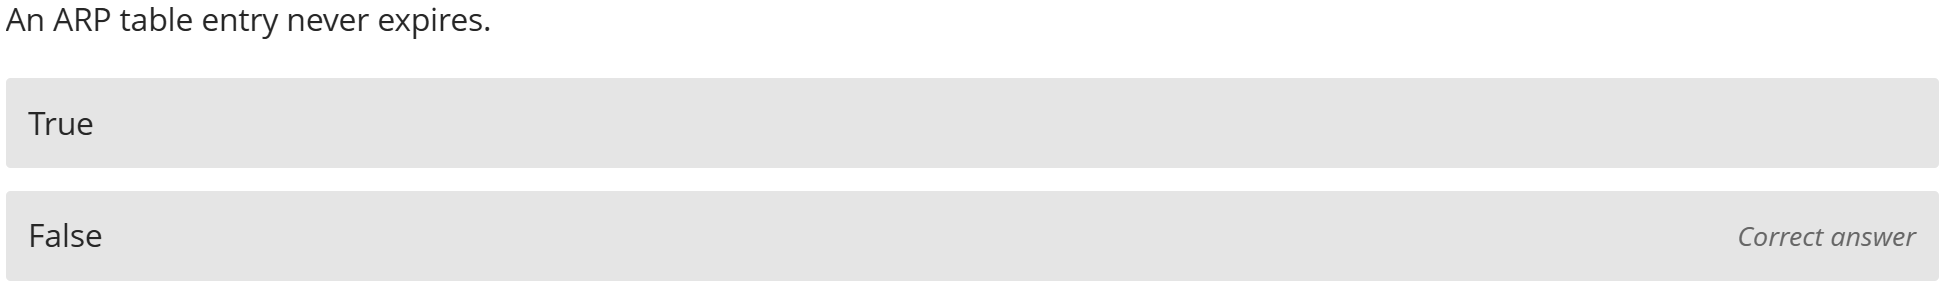 An ARP table entry never expires.
True
False
Correct answer